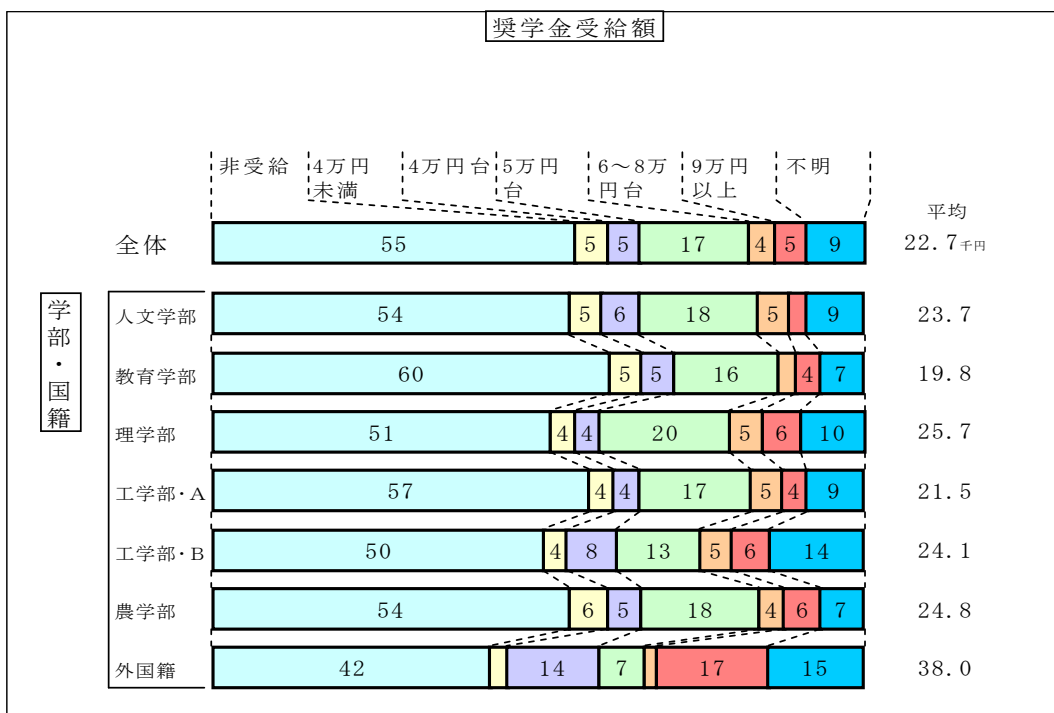 奨学金受給額
非受給 4万円 4万円台 5万円 6～8万 9万円 不明
未満 台 円台 以上
平均
全体 55 5 5 17 4 5 9 22.7千円
学部・国籍
人文学部 54 5 6 18 5 9 23.7
教育学部 60 5 5 16 4 7 19.8
理学部 51 4 4 20 5 6 10 25.7
工学部・A 57 4 4 17 5 4 9 21.5
工学部・B 50 4 8 13 5 6 14 24.1
農学部 54 6 5 18 4 6 7 24.8
外国籍 42 14 7 17 15 38.0